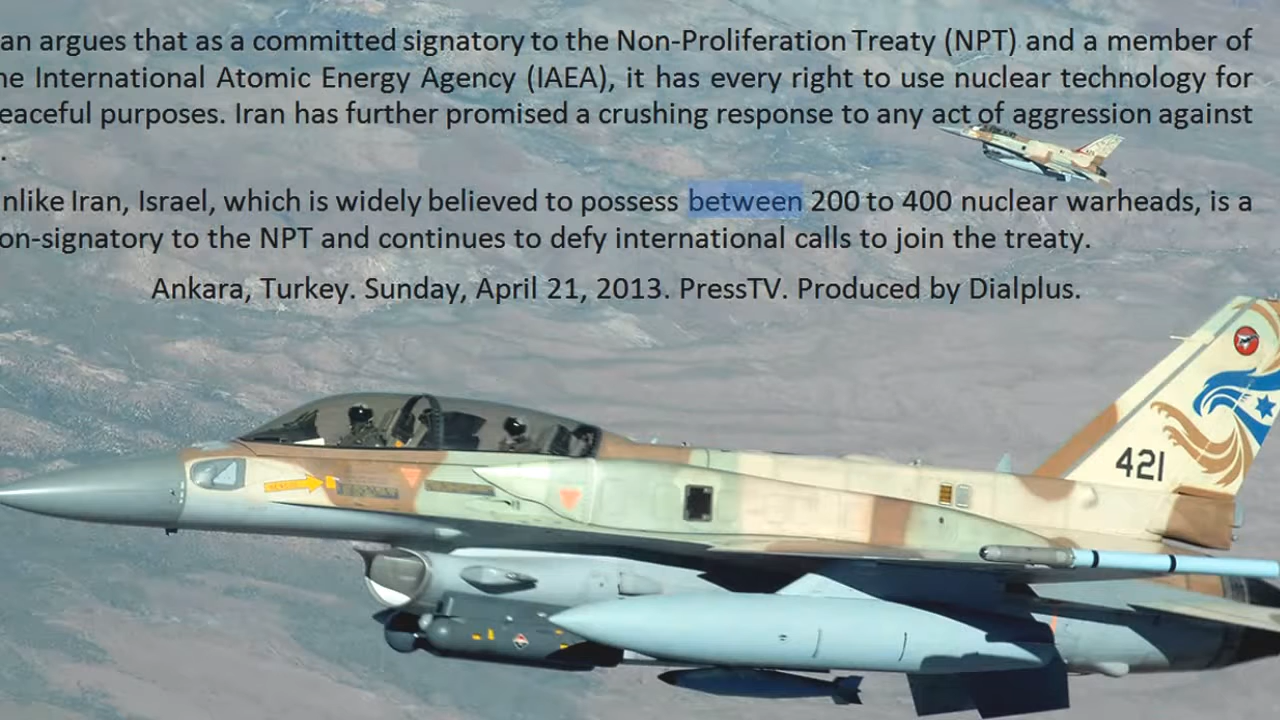 an argues that as a committed signatory to the Non-Proliferation Treaty (NPT) and a member of
he International Atomic Energy Agency (IAEA), it has every right to use nuclear technology for
eaceful purposes. Iran has further promised a crushing response to any act of aggression against
.
nlike Iran, Israel, which is widely believed to possess between 200 to 400 nuclear warheads, is a
on-signatory to the NPT and continues to defy international calls to join the treaty.
Ankara, Turkey. Sunday, April 21, 2013. PressTV. Produced by Dialplus.
421